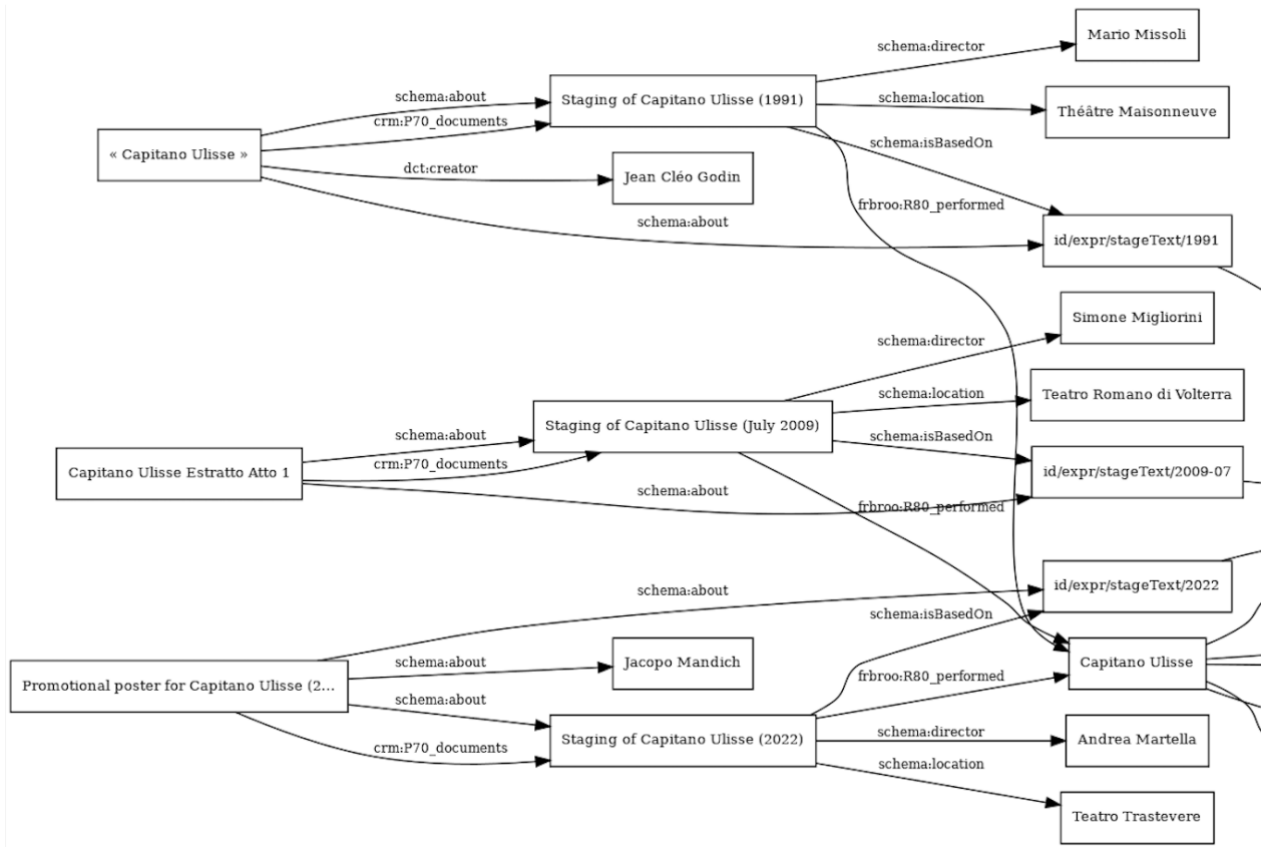 Mario Missoli
schema:director
Staging of Capitano Ulisse (1991)
schema:about
schema:location
Théâtre Maisonneuve
crm:P70_documents
schema:isBasedOn
« Capitano Ulisse »
dct:creator
Jean Cléo Godin
frbroo:R80_performed
schema:about
id/expr/stageText/1991
Simone Migliorini
schema:director
Teatro Romano di Volterra
schema:location
Staging of Capitano Ulisse (July 2009)
schema:about
schema:isBasedOn
crm:P70_documents
Capitano Ulisse Estratto Atto 1
id/expr/stageText/2009-07
schema:about
frbroo:R80_performed
id/expr/stageText/2022
schema:about
schema:isBasedOn
schema:about
Jacopo Mandich
Capitano Ulisse
frbroo:R80_performed
Promotional poster for Capitano Ulisse (2...
schema:about
schema:director
Staging of Capitano Ulisse (2022)
Andrea Martella
crm:P70_documents
schema:location
Teatro Trastevere